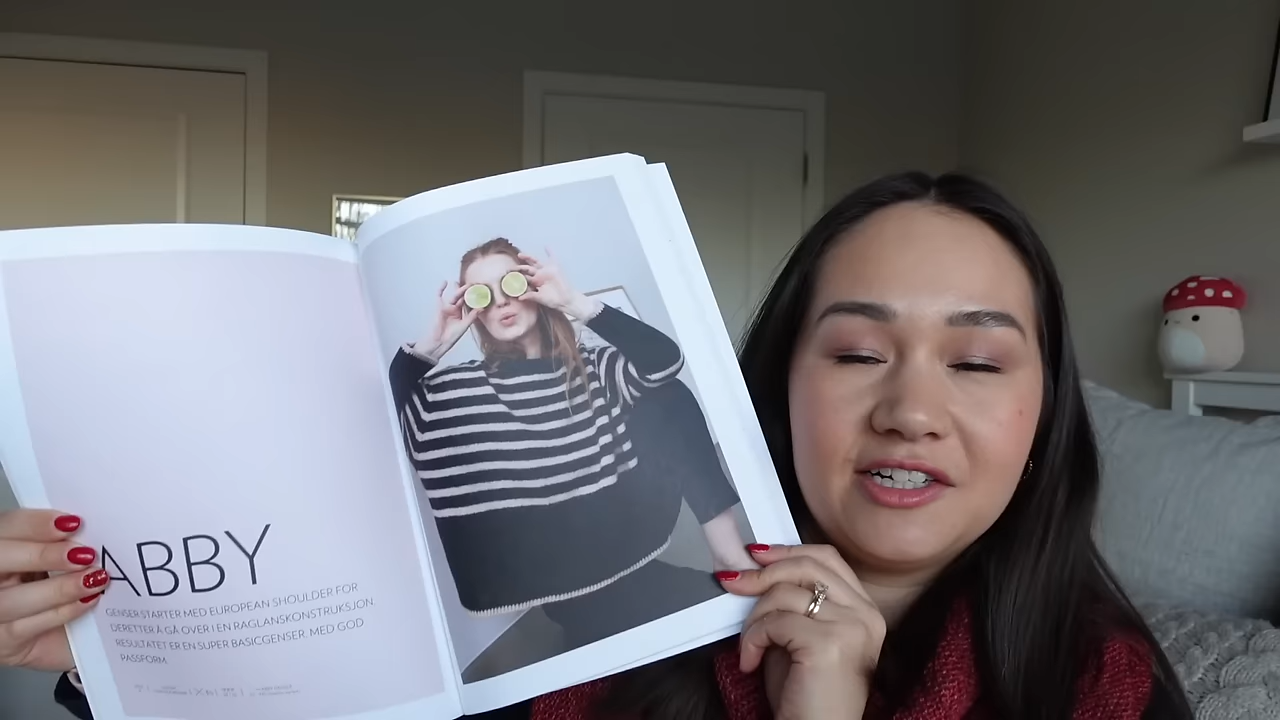 ABBY
GENSER STARTER MED EUROPEAN SHOULDER FOR
DERETTER Å GÅ OVER I EN RAGLANSKONSTRUKSJON
RESULTATET ER EN SUPER BASICGENSER, MED GOD
PASSFORM.